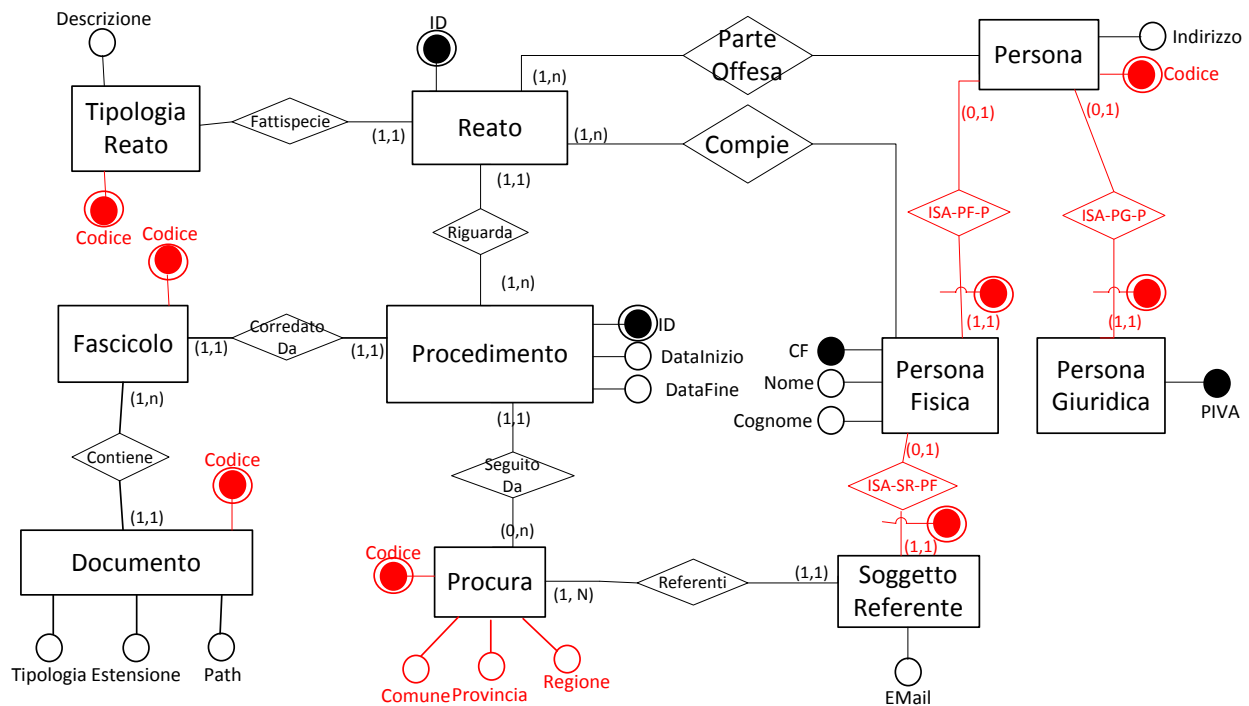 Descrizione
ID
Parte
Offesa
Persona
Indirizzo
Codice
(1,n)
(0,1)
(0,1)
Tipologia
Reato
Fattispecie
(1,1)
Reato
(1,n)
Compie
(1,1)
Codice
Codice
Riguarda
ISA-PF-P
ISA-PG-P
(1,n)
(1,1)
(1,1)
Fascicolo
(1,1)
Corredato
Da
(1,1)
Procedimento
ID
DataInizio
DataFine
CF
Nome
Cognome
Persona
Fisica
Persona
Giuridica
PIVA
(1,n)
(1,1)
(0,1)
Contiene
Codice
Seguito
Da
ISA-SR-PF
(1,1)
(0,n)
(1,1)
Documento
Codice
Procura
(1, N)
Referenti
(1,1)
Soggetto
Referente
Tipologia
Estensione
Path
Comune
Provincia
Regione
EMail